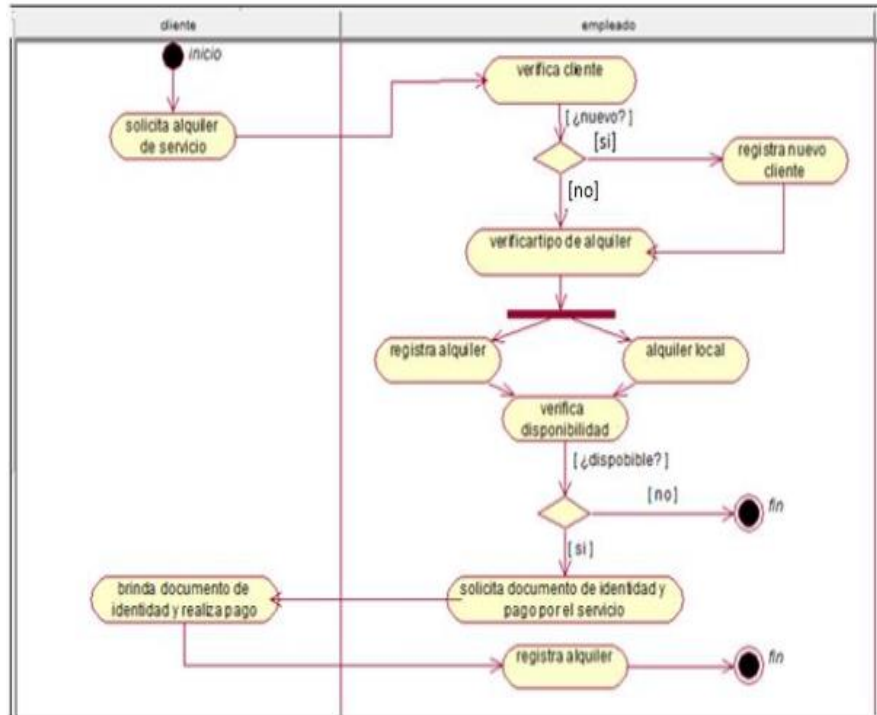 cliente
empleado
inicio
verifica cliente
[ ¿nuevo? ]
solicita alquiler
de servicio
[si]
registra nuevo
cliente
[no]
verificartipo de alquiler
registra alquiler
alquiler local
verifica
disponibilidad
[ ¿dispobible? ]
[no]
fin
[si]
brinda documento de
identidad y realiza pago
solicita documento de identidad y
pago por el servicio
registra alquiler
fin